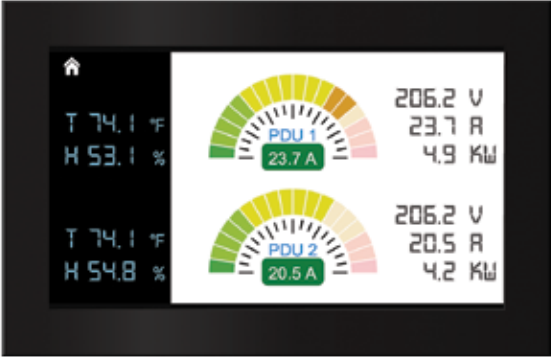 T 74.1 °F
H 53.1 %
PDU 1
23.7 A
206.2 V
23.7 A
4.9 KW
T 74.1 °F
H 54.8 %
PDU 2
20.5 A
206.2 V
20.5 A
4.2 KW